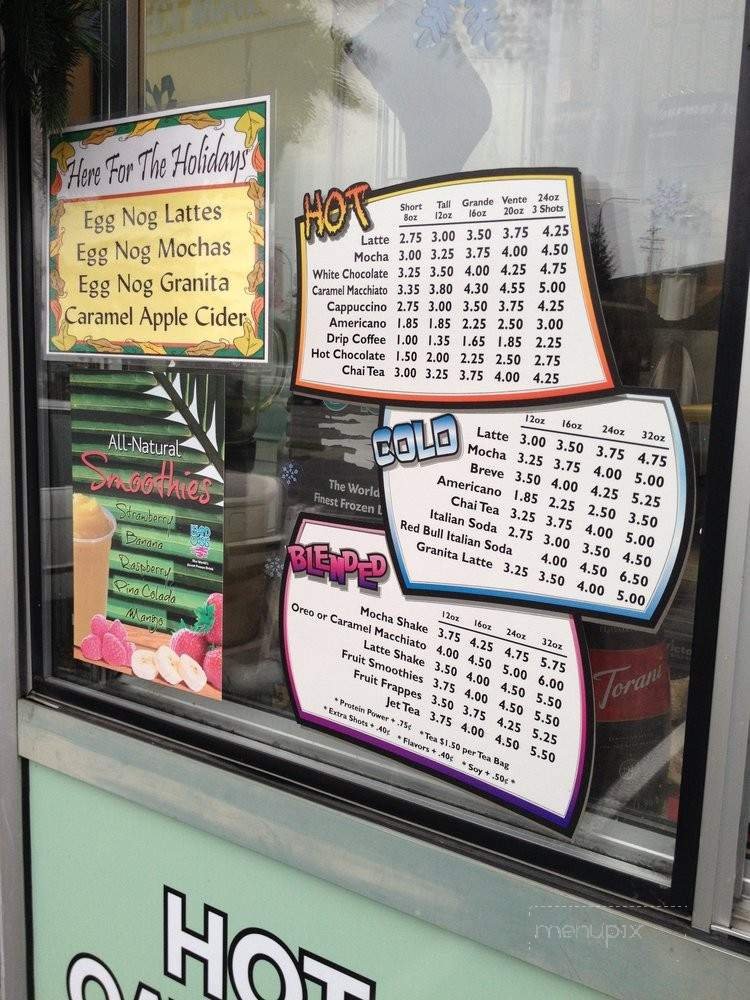 Here For The Holidays
Egg Nog Lattes
Egg Nog Mochas
Egg Nog Granita
Caramel Apple Cider
HOT
Short Tall Grande Vente 24oz
8oz 12oz 16oz 20oz 3 Shots
Latte 2.75 3.00 3.50 3.75 4.25
Mocha 3.00 3.25 3.75 4.00 4.50
White Chocolate 3.25 3.50 4.00 4.25 4.75
Caramel Macchiato 3.35 3.80 4.30 4.55 5.00
Cappuccino 2.75 3.00 3.50 3.75 4.25
Americano 1.85 1.85 2.25 2.50 3.00
Drip Coffee 1.00 1.35 1.65 1.85 2.25
Hot Chocolate 1.50 2.00 2.25 2.50 2.75
Chai Tea 3.00 3.25 3.75 4.00 4.25
All-Natural
Smoothies
Strawberry
Banana
Raspberry
Pina Colada
Mango
The World
Finest Frozen
COLD
12oz 16oz 24oz 32oz
Latte 3.00 3.50 3.75 4.75
Mocha 3.25 3.75 4.00 5.00
Breve 3.50 4.00 4.25 5.25
Americano 1.85 2.25 2.50 3.50
Chai Tea 3.25 3.75 4.00 5.00
Italian Soda 2.75 3.00 3.50 4.50
Red Bull Italian Soda 4.00 4.50 6.50
Granita Latte 3.25 3.50 4.00 5.00
BLENDED
12oz 16oz 24oz 32oz
Mocha Shake 3.75 4.25 4.75 5.75
Oreo or Caramel Macchiato 4.00 4.50 5.00 6.00
Latte Shake 3.50 4.00 4.50 5.50
Fruit Smoothies 3.75 4.00 4.50 5.50
Fruit Frappes 3.50 3.75 4.25 5.25
Jet Tea 3.75 4.00 4.50 5.50
* Protein Power + .75¢ *Tea $1.50 per Tea Bag
* Extra Shots + .40¢ * Flavors + .40¢ * Soy + .50¢ *
Torani
HOT
menupix